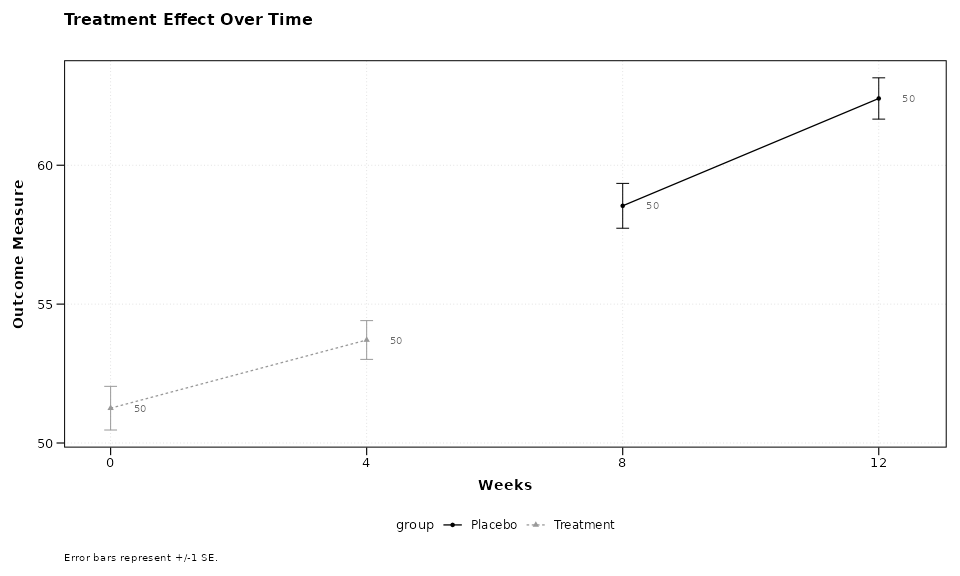 Treatment Effect Over Time
Outcome Measure
60
55
50
50
50
50
50
0 4 8 12
Weeks
group Placebo Treatment
Error bars represent +/-1 SE.